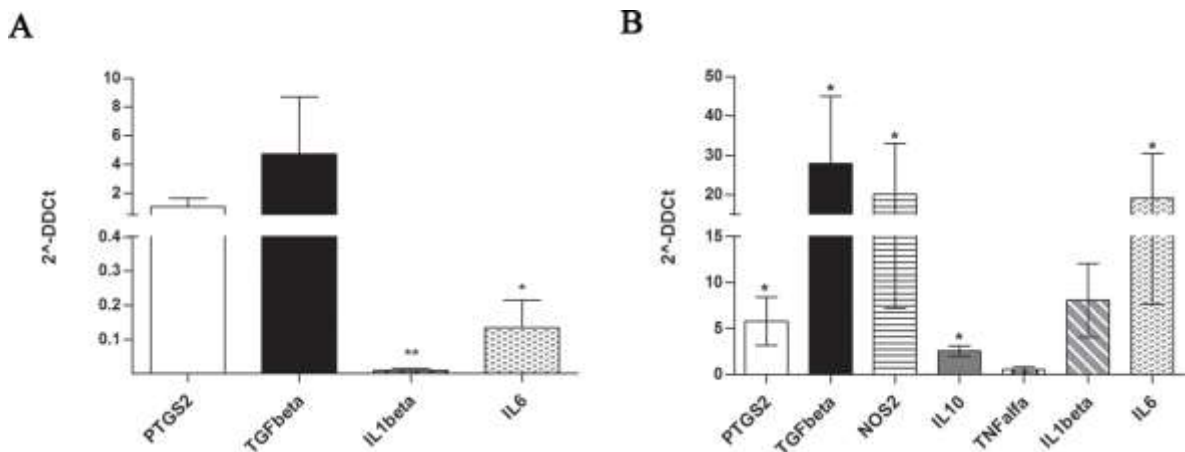 A
10
8
6
4
2
0.4
0.3
0.2
0.1
2^-DDCt
**
*
PTGS2
TGFbeta
IL1beta
IL6
B
50
40
30
20
15
10
5
0
2^-DDCt
*
*
*
*
*
PTGS2
TGFbeta
NOS2
IL10
TNFalfa
IL1beta
IL6